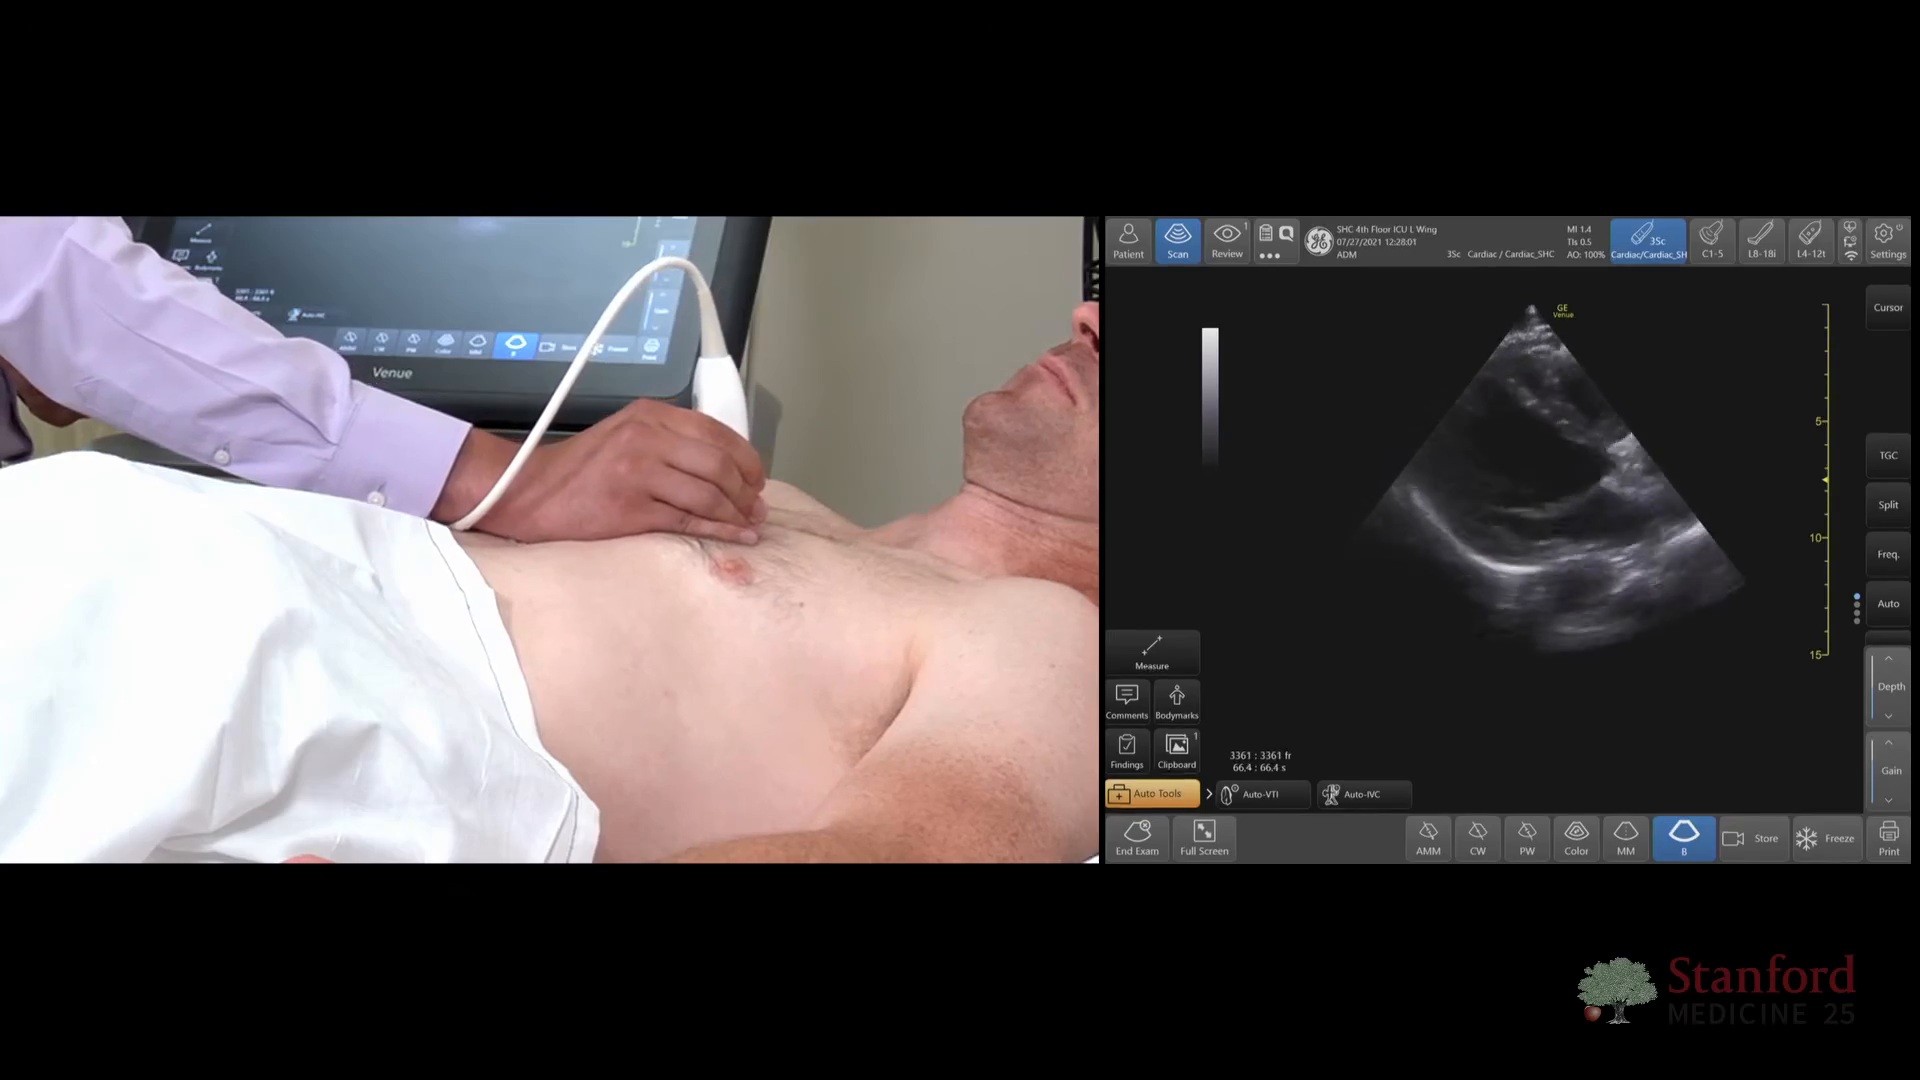 Measure
Venue
Patient
Scan
Review
1
SHC 4th Floor ICU L Wing
07/27/2021 12:28:01
ADM
3Sc Cardiac / Cardiac_SHC
MI 1.4
TIs 0.5
AO: 100%
3Sc
Cardiac/Cardiac_SH
C1-5
L8-18i
L4-12t
Settings
GE
Venue
5
10
15
Cursor
TGC
Split
Freq.
Auto
Depth
Gain
Measure
Comments
Bodymarks
Findings
Clipboard
1
3361 : 3361 fr
66.4 : 66.4 s
Auto Tools
Auto-VTI
Auto-IVC
End Exam
Full Screen
AMM
CW
PW
Color
MM
B
Store
Freeze
Print
Stanford
MEDICINE 25